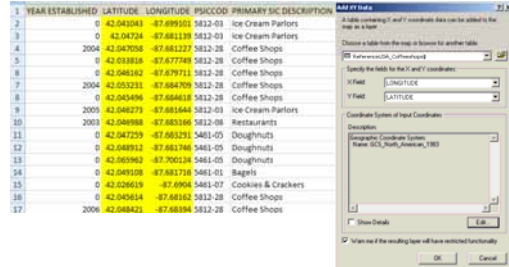 1 YEAR ESTABLISHED LATITUDE LONGITUDE PSICCOD PRIMARY SIC DESCRIPTION
2 0 42.041043 -87.699101 5812-03 Ice Cream Parlors
3 0 42.04724 -87.681139 5812-03 Ice Cream Parlors
4 2004 42.047058 -87.681227 5812-28 Coffee Shops
5 0 42.033816 -87.677749 5812-28 Coffee Shops
6 0 42.046162 -87.679711 5812-28 Coffee Shops
7 2004 42.053231 -87.684709 5812-28 Coffee Shops
8 0 42.045496 -87.684618 5812-28 Coffee Shops
9 2005 42.046273 -87.681644 5812-03 Ice Cream Parlors
10 2003 42.046988 -87.685166 5812-08 Restaurants
11 0 42.047259 -87.683291 5461-05 Doughnuts
12 0 42.048912 -87.681746 5461-05 Doughnuts
13 0 42.065962 -87.700124 5461-05 Doughnuts
14 0 42.049108 -87.681716 5461-01 Bagels
15 0 42.026619 -87.6904 5461-07 Cookies & Crackers
16 0 42.045614 -87.68162 5812-28 Coffee Shops
17 2006 42.048421 -87.68394 5812-28 Coffee Shops
Add XY Data
A table containing X and Y coordinate data can be added to the
map as a layer
Choose a table from the map or browse for another table:
ReferenceUSA_Coffeeshops$
Specify the fields for the X and Y coordinates:
X Field: LONGITUDE
Y Field: LATITUDE
Coordinate System of Input Coordinates
Description:
Geographic Coordinate System:
Name: GCS_North_American_1983
Show Details
Edit...
Warn me if the resulting layer will have restricted functionality
OK Cancel